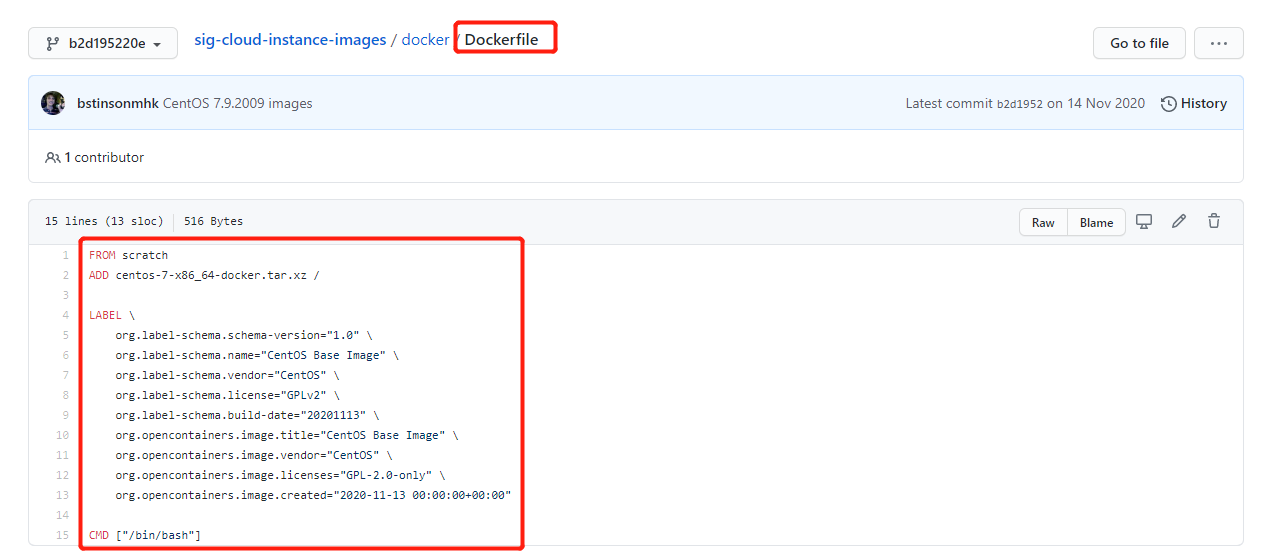 b2d195220e sig-cloud-instance-images / docker / Dockerfile Go to file ...
bstinsonmhk CentOS 7.9.2009 images Latest commit b2d1952 on 14 Nov 2020 History
1 contributor
15 lines (13 sloc) 516 Bytes Raw Blame
1 FROM scratch
2 ADD centos-7-x86_64-docker.tar.xz /
3
4 LABEL \
5 org.label-schema.schema-version="1.0" \
6 org.label-schema.name="CentOS Base Image" \
7 org.label-schema.vendor="CentOS" \
8 org.label-schema.license="GPLv2" \
9 org.label-schema.build-date="20201113" \
10 org.opencontainers.image.title="CentOS Base Image" \
11 org.opencontainers.image.vendor="CentOS" \
12 org.opencontainers.image.licenses="GPL-2.0-only" \
13 org.opencontainers.image.created="2020-11-13 00:00:00+00:00"
14
15 CMD ["/bin/bash"]